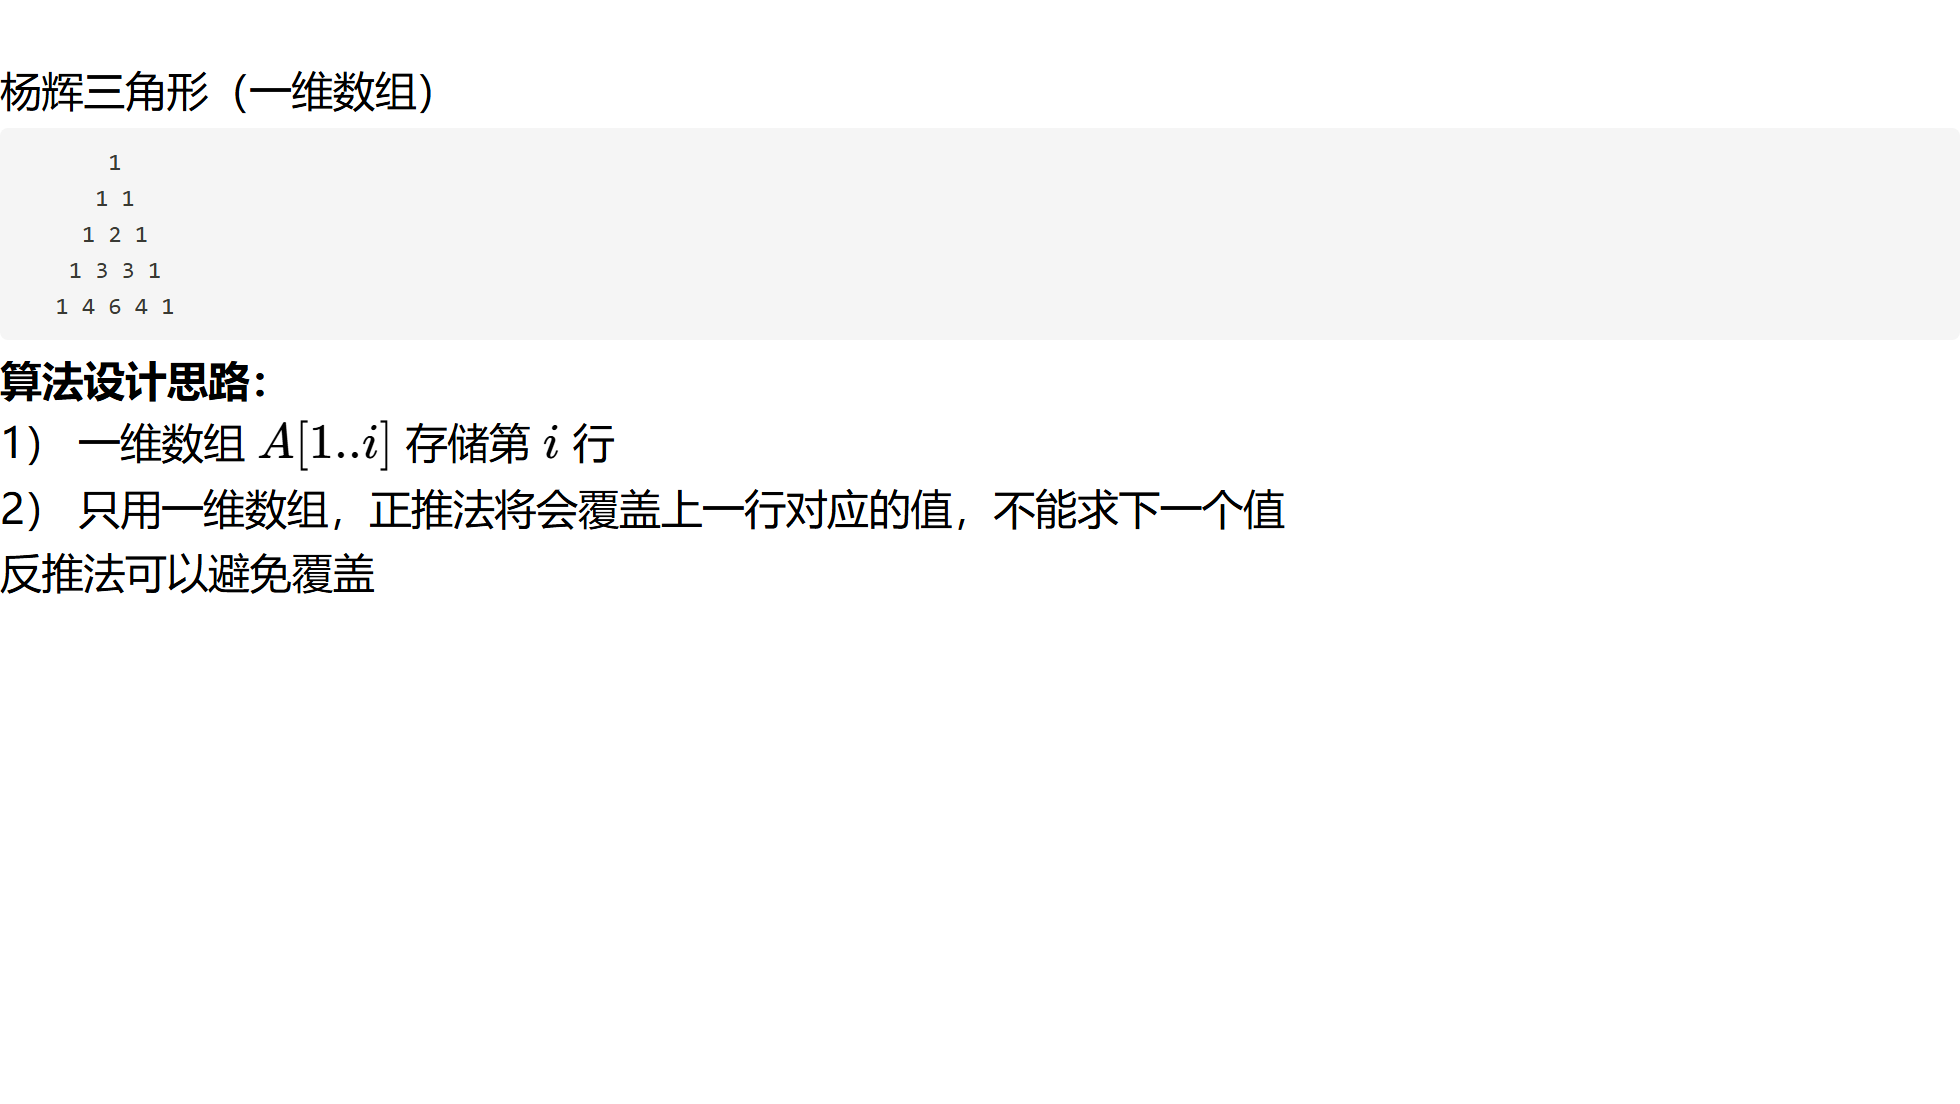 杨辉三角形（一维数组）
1
1 1
1 2 1
1 3 3 1
1 4 6 4 1
算法设计思路：
1） 一维数组 A[1..i] 存储第 i 行
2） 只用一维数组，正推法将会覆盖上一行对应的值，不能求下一个值
反推法可以避免覆盖